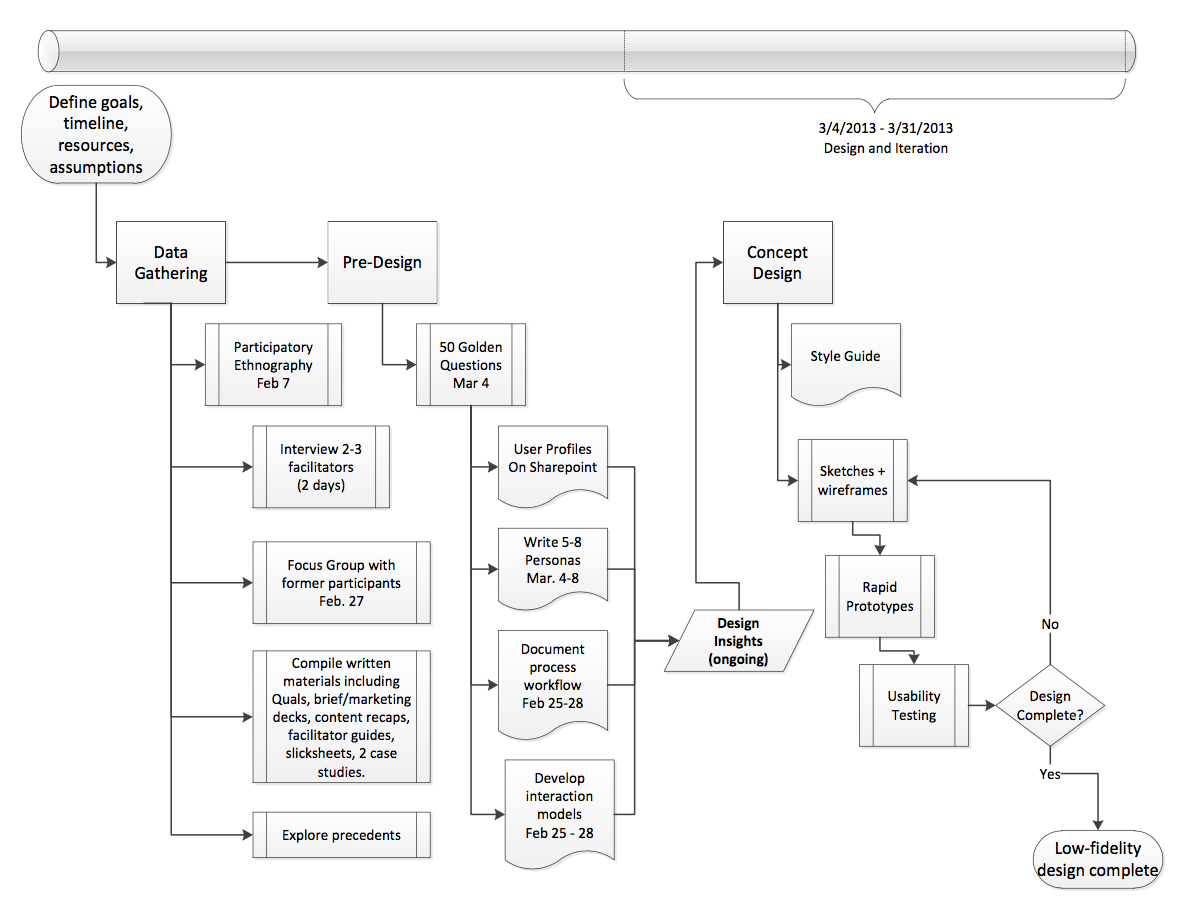 Define goals,
timeline,
resources,
assumptions
3/4/2013 - 3/31/2013
Design and Iteration
Data
Gathering
Pre-Design
Concept
Design
Participatory
Ethnography
Feb 7
50 Golden
Questions
Mar 4
Style Guide
Interview 2-3
facilitators
(2 days)
User Profiles
On Sharepoint
Sketches +
wireframes
Focus Group with
former participants
Feb. 27
Write 5-8
Personas
Mar. 4-8
Rapid
Prototypes
Design
Insights
(ongoing)
No
Compile written
materials including
Quals, brief/marketing
decks, content recaps,
facilitator guides,
slicksheets, 2 case
studies.
Document
process
workflow
Feb 25-28
Usability
Testing
Design
Complete?
Yes
Develop
interaction
models
Feb 25 - 28
Explore precedents
Low-fidelity
design complete